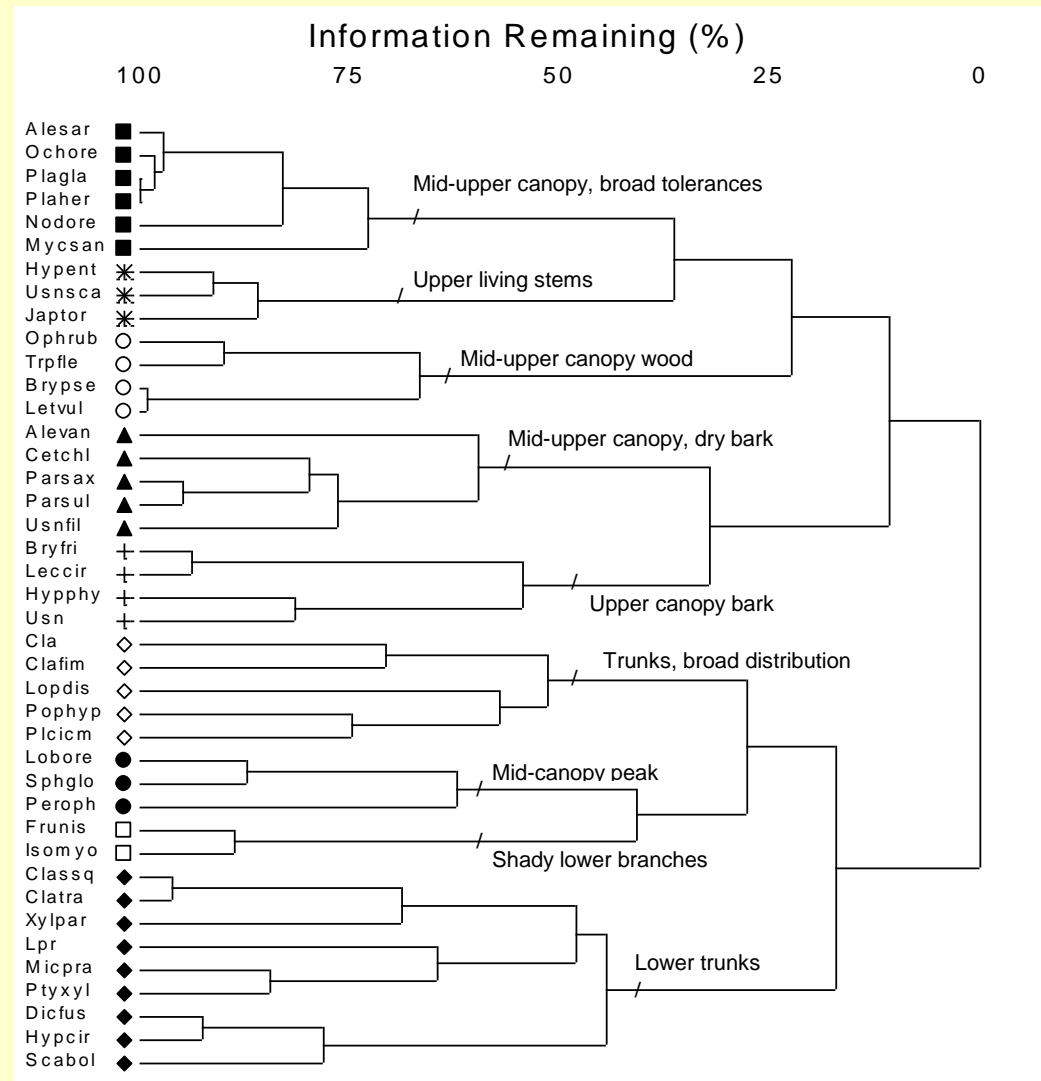 Information Remaining (%)
100 75 50 25 0
Alesar
Ochore
Plagla
Plaher
Nodore
Mycsan
Mid-upper canopy, broad tolerances
Hypent
Usnsca
Japtor
Upper living stems
Ophrub
Trpfle
Brypse
Letvul
Mid-upper canopy wood
Alevan
Cetchl
Parsax
Parsul
Usnfil
Mid-upper canopy, dry bark
Bryfri
Leccir
Hypphy
Usn
Upper canopy bark
Cla
Clafim
Lopdis
Pophyp
Plcicm
Trunks, broad distribution
Lobore
Sphglo
Peroph
Mid-canopy peak
Frunis
Isomyo
Shady lower branches
Classq
Clatra
Xylpar
Lpr
Micpra
Ptyxyl
Dicfus
Hypcir
Scabol
Lower trunks